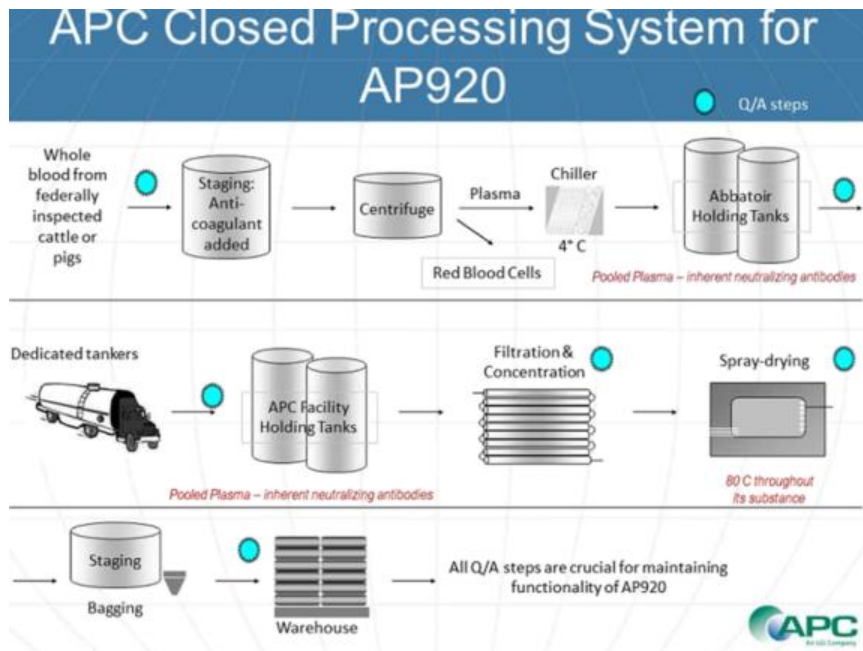 APC Closed Processing System for
AP920
Q/A steps
Whole
blood from
federally
inspected
cattle or
pigs
Staging:
Anti-
coagulant
added
Centrifuge
Plasma
Red Blood Cells
Chiller
4° C
Abbatoir
Holding Tanks
Pooled Plasma – inherent neutralizing antibodies
Dedicated tankers
APC Facility
Holding Tanks
Pooled Plasma – inherent neutralizing antibodies
Filtration &
Concentration
Spray-drying
80 C throughout
its substance
Staging
Bagging
Warehouse
All Q/A steps are crucial for maintaining
functionality of AP920
APC